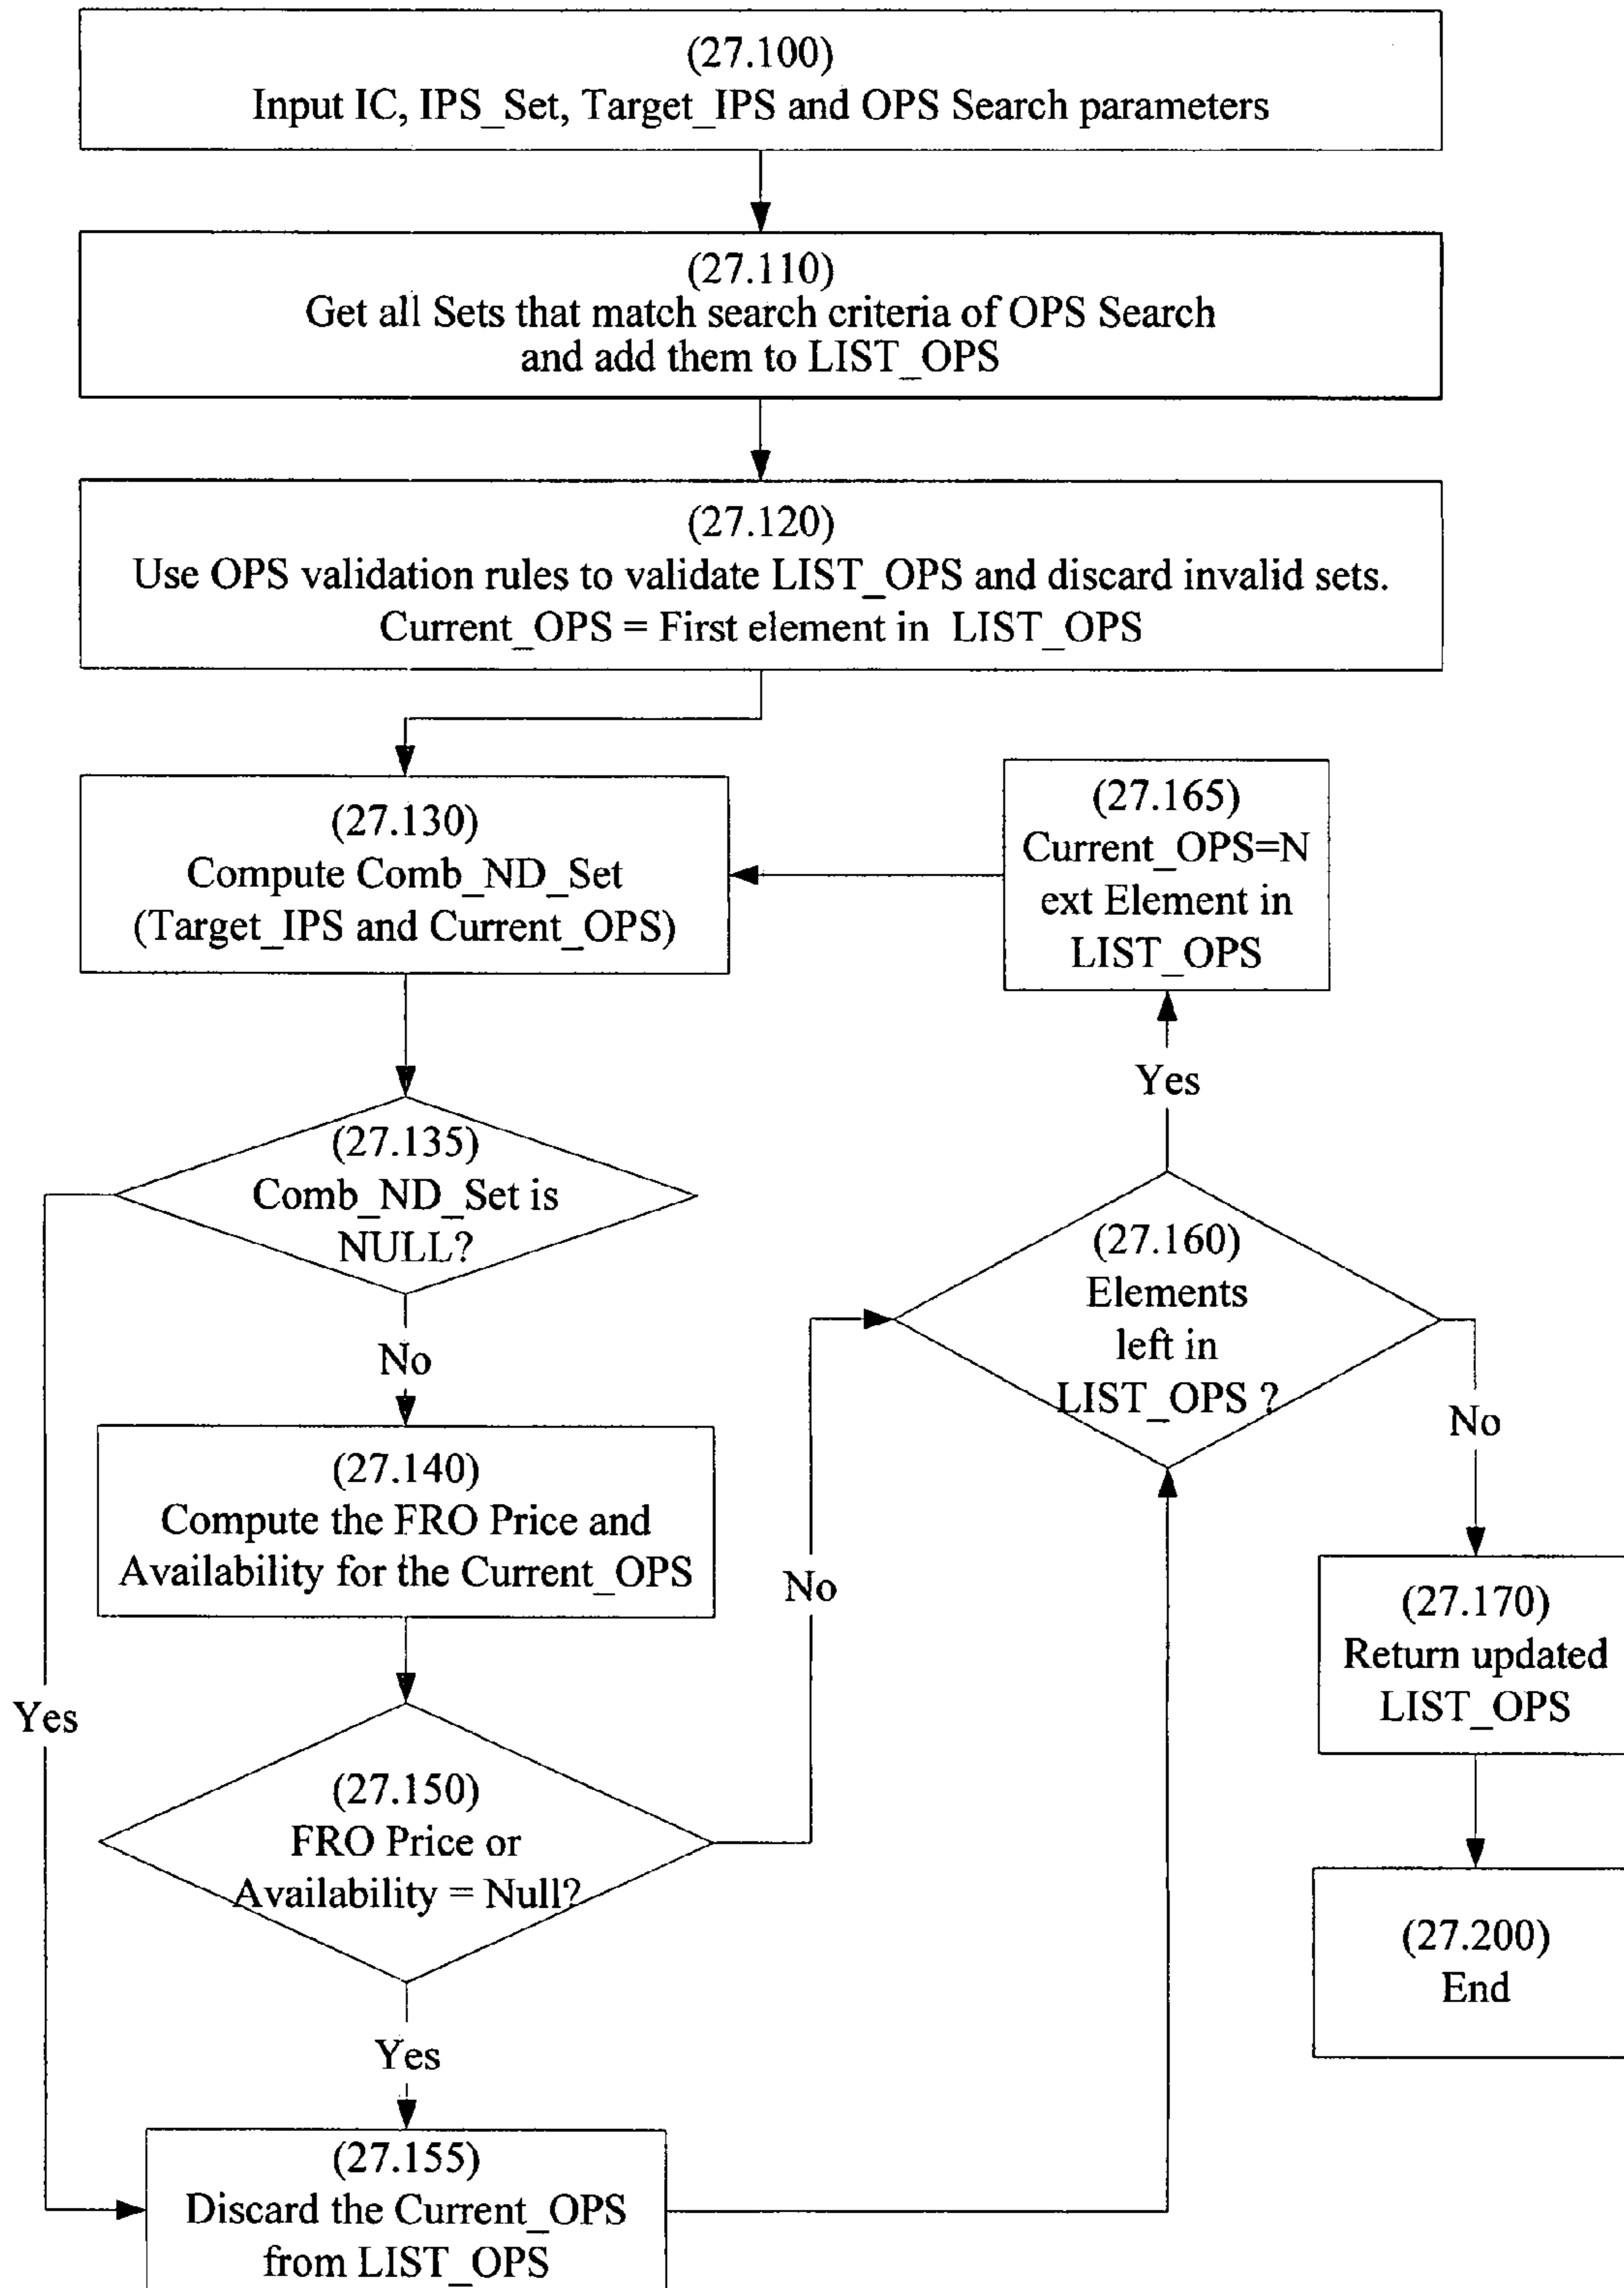 (27.100)
Input IC, IPS_Set, Target_IPS and OPS Search parameters
(27.110)
Get all Sets that match search criteria of OPS Search
and add them to LIST_OPS
(27.120)
Use OPS validation rules to validate LIST_OPS and discard invalid sets.
Current_OPS = First element in LIST_OPS
(27.130)
Compute Comb_ND_Set
(Target_IPS and Current_OPS)
(27.165)
Current_OPS=N
ext Element in
LIST_OPS
Yes
(27.135)
Comb_ND_Set is
NULL?
(27.160)
Elements
left in
LIST_OPS ?
No
No
(27.140)
Compute the FRO Price and
Availability for the Current_OPS
No
(27.170)
Return updated
LIST_OPS
Yes
(27.150)
FRO Price or
Availability = Null?
(27.200)
End
Yes
(27.155)
Discard the Current_OPS
from LIST_OPS